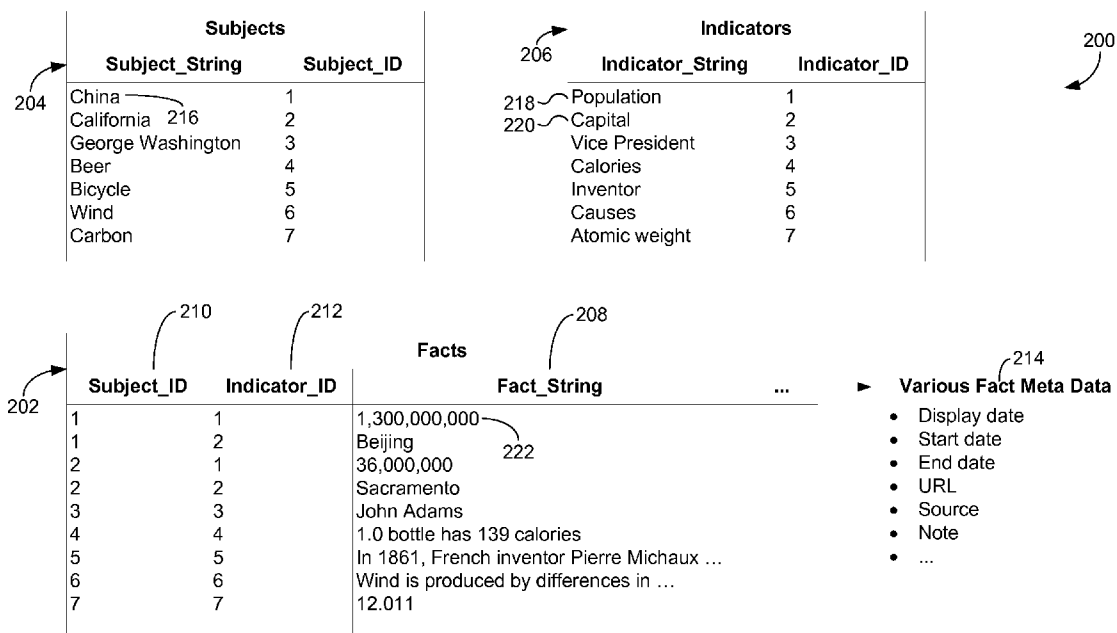 Subjects
Indicators
Subject_String Subject_ID
Indicator_String Indicator_ID
204
206
200
China 1
California 2
George Washington 3
Beer 4
Bicycle 5
Wind 6
Carbon 7
216
218
220
Population 1
Capital 2
Vice President 3
Calories 4
Inventor 5
Causes 6
Atomic weight 7
210
212
208
214
202
Facts
Subject_ID Indicator_ID Fact_String ...
1 1 1,300,000,000
1 2 Beijing
2 1 36,000,000
2 2 Sacramento
3 3 John Adams
4 4 1.0 bottle has 139 calories
5 5 In 1861, French inventor Pierre Michaux ...
6 6 Wind is produced by differences in ...
7 7 12.011
222
Various Fact Meta Data
• Display date
• Start date
• End date
• URL
• Source
• Note
• ...